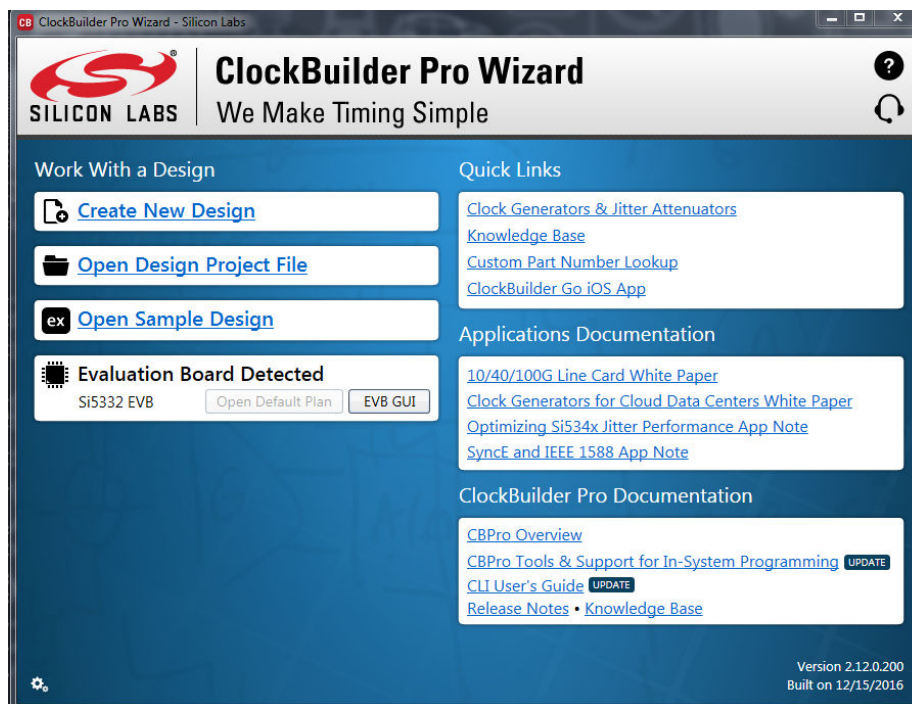 CB ClockBuilder Pro Wizard - Silicon Labs
SILICON LABS
®
ClockBuilder Pro Wizard
We Make Timing Simple
?
Work With a Design
Create New Design
Open Design Project File
ex Open Sample Design
Evaluation Board Detected
Si5332 EVB Open Default Plan EVB GUI
Quick Links
Clock Generators & Jitter Attenuators
Knowledge Base
Custom Part Number Lookup
ClockBuilder Go iOS App
Applications Documentation
10/40/100G Line Card White Paper
Clock Generators for Cloud Data Centers White Paper
Optimizing Si534x Jitter Performance App Note
SyncE and IEEE 1588 App Note
ClockBuilder Pro Documentation
CBPro Overview
CBPro Tools & Support for In-System Programming UPDATE
CLI User's Guide UPDATE
Release Notes • Knowledge Base
Version 2.12.0.200
Built on 12/15/2016